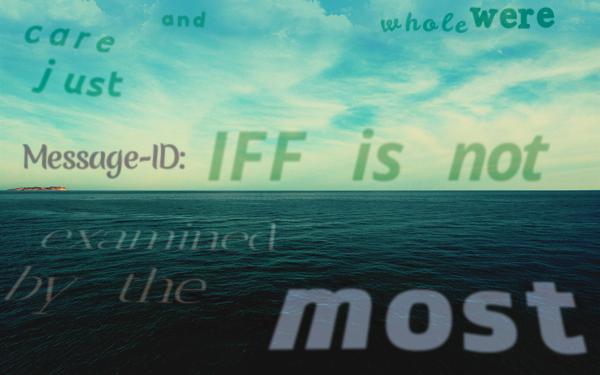 care
just
and
whole
were
Message-ID:
IFF is not
examined
by the
most